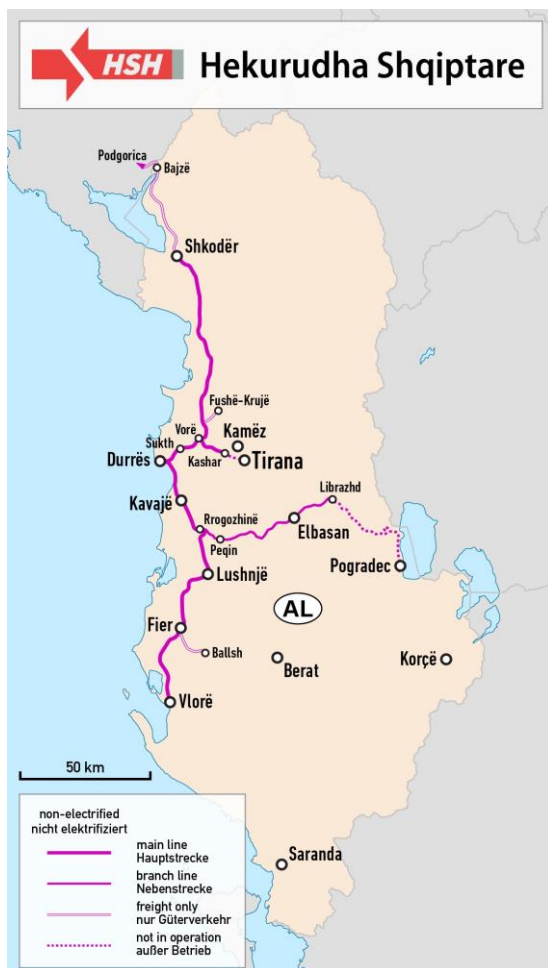 HSH Hekurudha Shqiptare
Podgorica
Bajzë
Shkodër
Fushë-Krujë
Vorë
Kamëz
Sukth
Kashar
Durrës
Tirana
Librazhd
Kavajë
Rrogozhinë
Elbasan
Peqin
Pogradec
Lushnjë
AL
Fier
Ballsh
Berat
Korçë
Vlorë
50 km
non-electrified
nicht elektrifiziert
main line
Hauptstrecke
branch line
Nebenstrecke
freight only
nur Güterverkehr
not in operation
außer Betrieb
Saranda